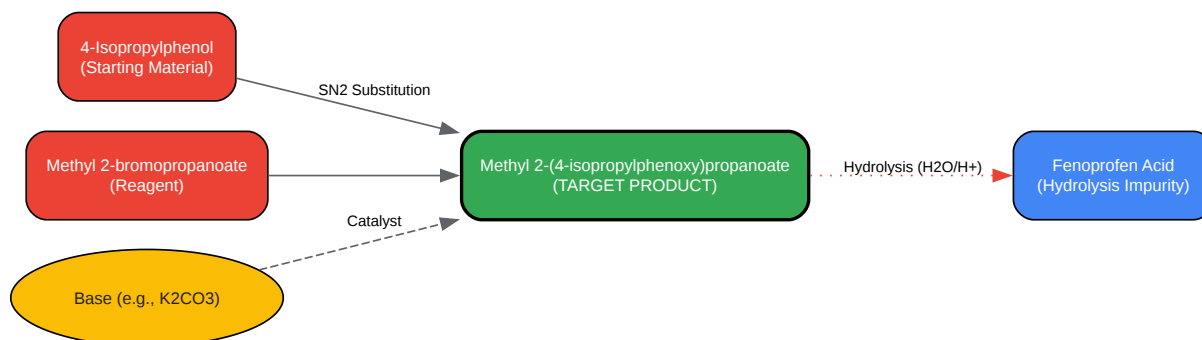 4-Isopropylphenol
(Starting Material)
SN2 Substitution
Methyl 2-bromopropanoate
(Reagent)
Methyl 2-(4-isopropylphenoxy)propanoate
(TARGET PRODUCT)
Hydrolysis (H2O/H+)
Fenoprofen Acid
(Hydrolysis Impurity)
Catalyst
Base (e.g., K2CO3)